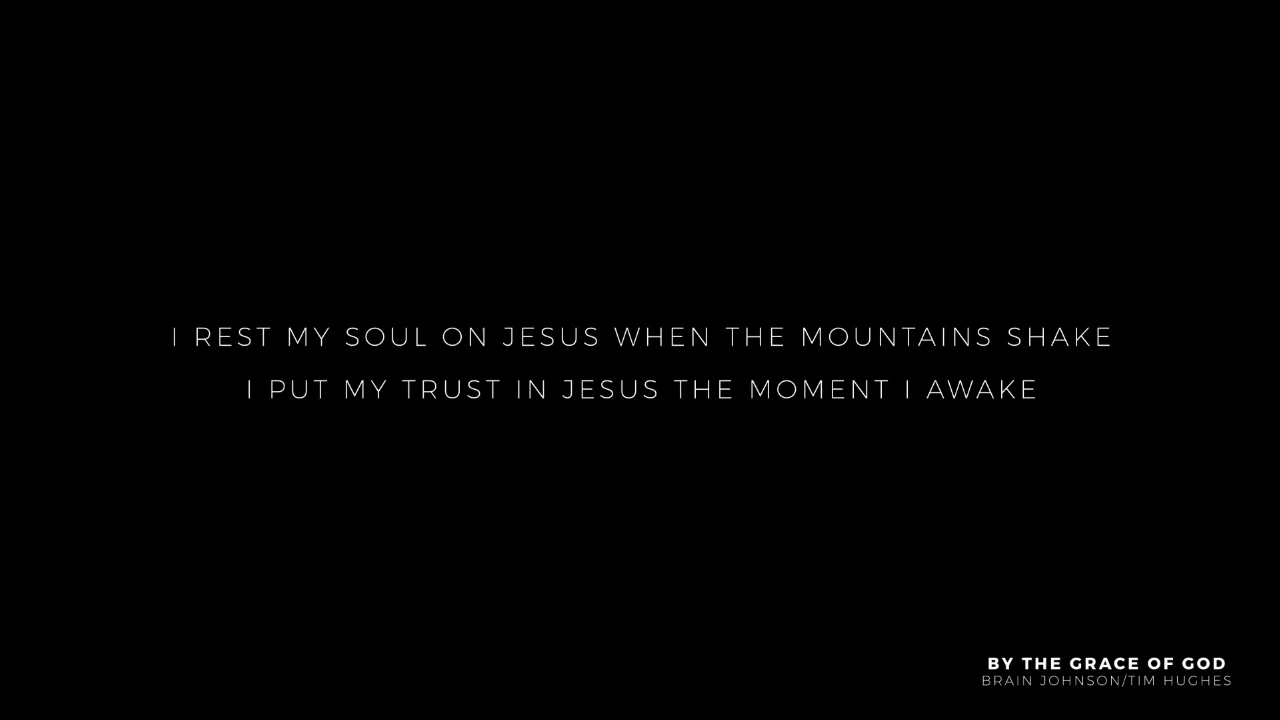 I REST MY SOUL ON JESUS WHEN THE MOUNTAINS SHAKE
I PUT MY TRUST IN JESUS THE MOMENT I AWAKE
BY THE GRACE OF GOD
BRAIN JOHNSON/TIM HUGHES